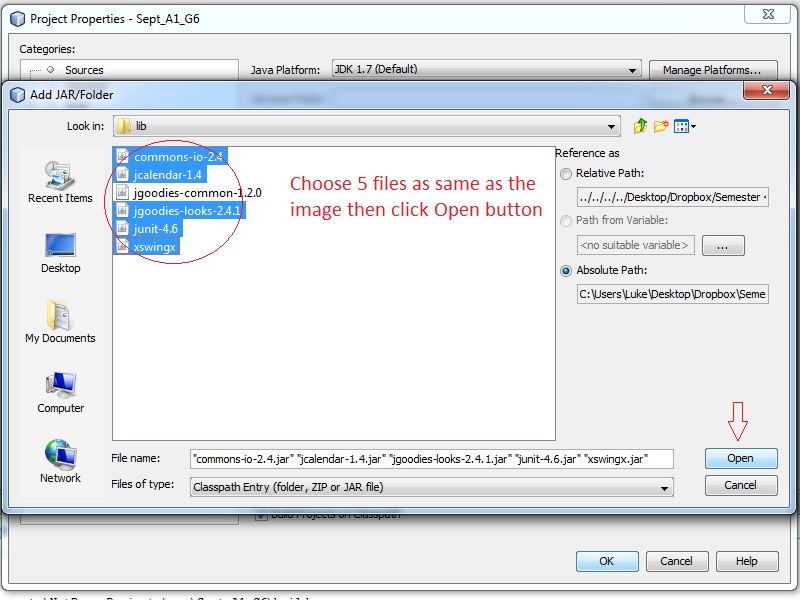 Project Properties - Sept_A1_G6
Categories:
Sources
Java Platform:
JDK 1.7 (Default)
Manage Platforms...
Add JAR/Folder
Look in:
lib
Recent Items
Desktop
My Documents
Computer
Network
commons-io-2.4
jcalendar-1.4
jgoodies-common-1.2.0
jgoodies-looks-2.4.1
junit-4.6
xswingx
Choose 5 files as same as the
image then click Open button
Reference as
Relative Path:
../../../../Desktop/Dropbox/Semester
Path from Variable:
<no suitable variable>
...
Absolute Path:
C:\Users\Luke\Desktop\Dropbox\Seme
File name:
"commons-io-2.4.jar" "jcalendar-1.4.jar" "jgoodies-looks-2.4.1.jar" "junit-4.6.jar" "xswingx.jar"
Open
Files of type:
Classpath Entry (folder, ZIP or JAR file)
Cancel
Build Projects on Classpath
OK
Cancel
Help